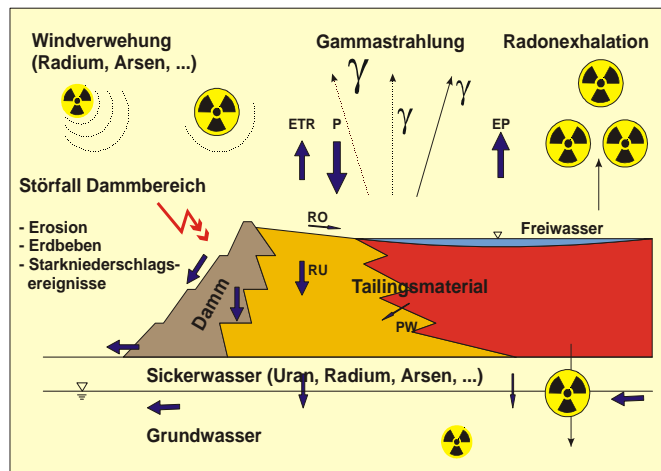 Windverwehung
(Radium, Arsen, ...)
Gammastrahlung
Radonexhalation
γ
γ
γ
ETR
P
EP
Störfall Dammbereich
- Erosion
- Erdbeben
- Starkniederschlags-
ereignisse
RO
Freiwasser
RU
Tailingsmaterial
Damm
PW
Sickerwasser (Uran, Radium, Arsen, ...)
Grundwasser